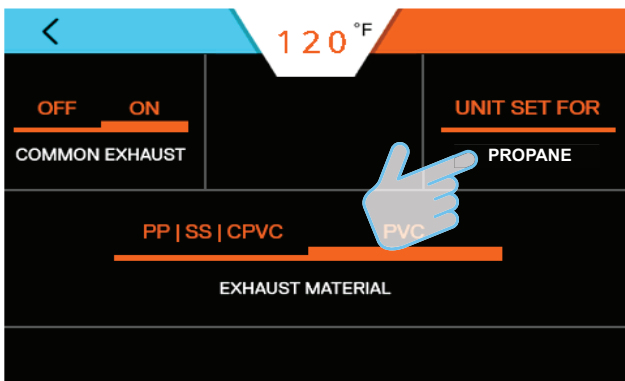 120°F
OFF ON
COMMON EXHAUST
UNIT SET FOR
PROPANE
PP | SS | CPVC PVC
EXHAUST MATERIAL